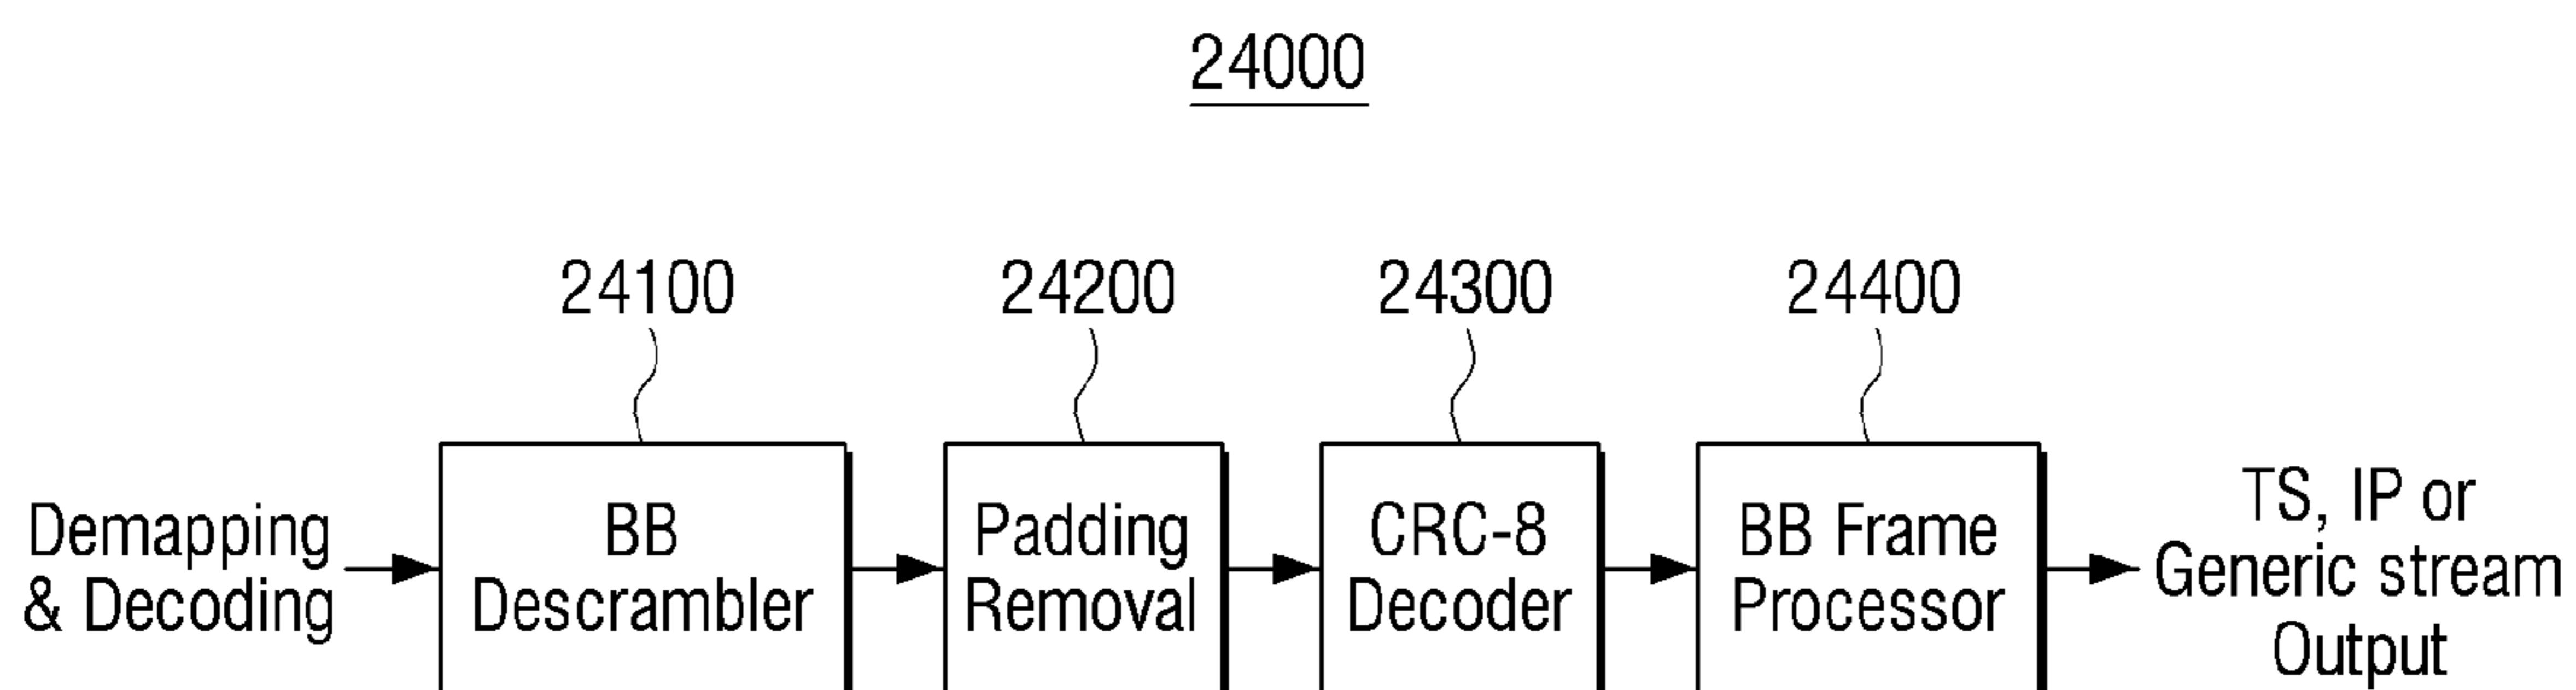 24000
24100
24200
24300
24400
Demapping
& Decoding
BB
Descrambler
Padding
Removal
CRC-8
Decoder
BB Frame
Processor
TS, IP or
Generic stream
Output